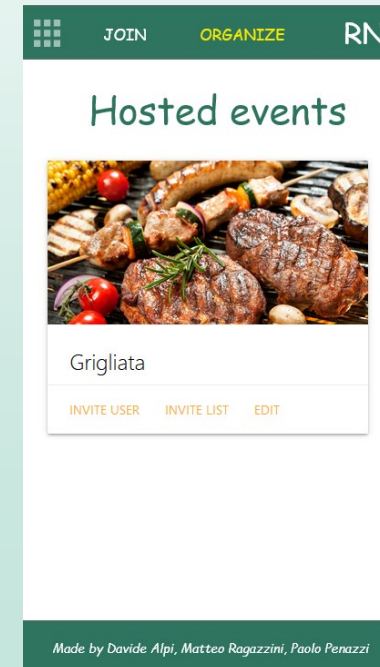 JOIN ORGANIZE RN
Hosted events
Grigliata
INVITE USER INVITE LIST EDIT
Made by Davide Alpi, Matteo Ragazzini, Paolo Penazzi